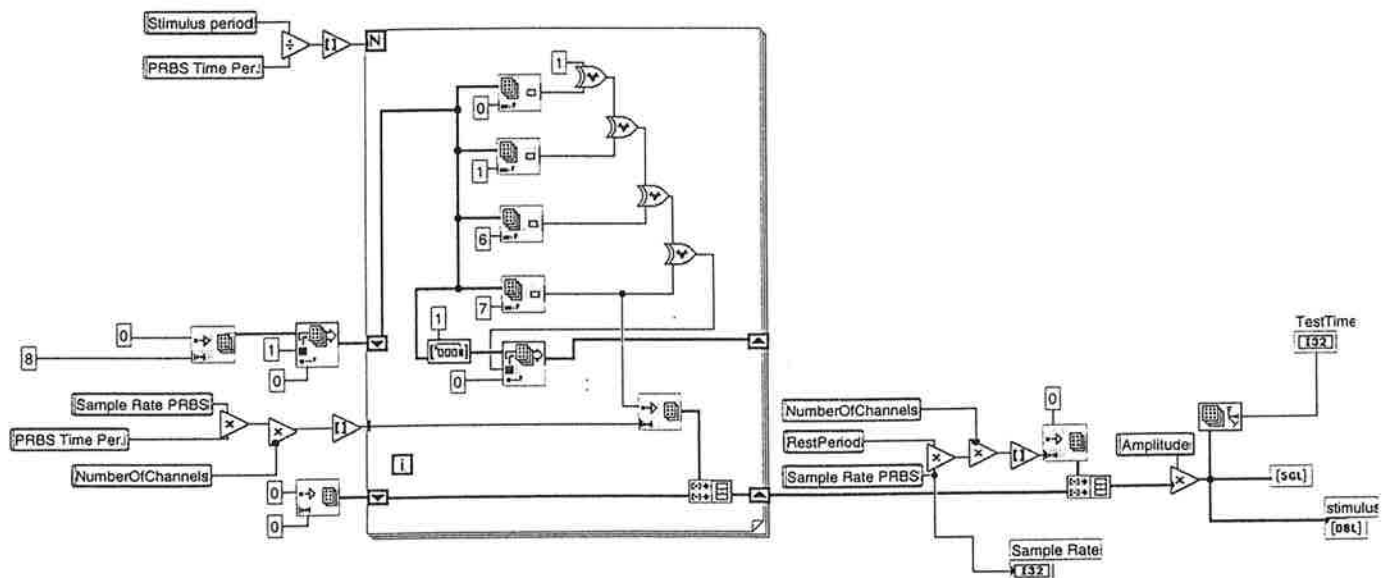 Stimulus period
PRBS Time Per.
N
1
0
1
6
7
1
0
0
8
1
0
Sample Rate PRBS
PRBS Time Per.
NumberOfChannels
i
0
0
NumberOfChannels
RestPeriod
Sample Rate PRBS
0
Amplitude
TestTime
I32
[SGL]
stimulus
[DBL]
Sample Rate
I32